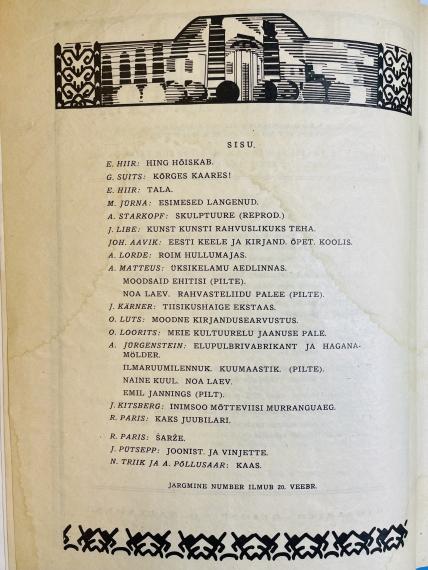 SISU.
E. HIIR: HING HÕISKAB.
G. SUITS: KÕRGES KAARES!
E. HIIR: TALA.
M. JÜRNA: ESIMESED LANGENUD.
A. STARKOPF: SKULPTUURE (REPROD.)
J. LIBE: KUNST KUNSTI RAHVUSLIKUKS TEHA.
JOH. AAVIK: EESTI KEELE JA KIRJAND. ÕPET. KOOLIS.
A. LORDE: ROIM HULLUMAJAS.
A. MATTEUS: ÜKSIKELAMU AEDLINNAS.
MOODSAID EHITISI (PILTE).
NOA LAEV. RAHVASTELIIDU PALEE (PILTE).
J. KÄRNER: TIISIKUSHAIGE EKSTAAS.
O. LUTS: MOODNE KIRJANDUSEARVUSTUS.
O. LOORITS: MEIE KULTUURELU JAANUSE PALE.
A. JÜRGENSTEIN: ELUPULBRIVABRIKANT JA HAGANA-
MÕLDER.
ILMARUUMILENNUK. KUUMAASTIK. (PILTE).
NAINE KUUL. NOA LAEV.
EMIL JANNINGS (PILT).
J. KITSBERG: INIMSOO MÕTTEVIISI MURRANGUAEG.
R. PARIS: KAKS JUUBILARI.
R. PARIS: ŠARŽE.
J. PÜTSEPP: JOONIST. JA VINJETTE.
N. TRIIK JA A. PÕLLUSAAR: KAAS.
JÄRGMINE NUMBER ILMUB 20. VEEBR.